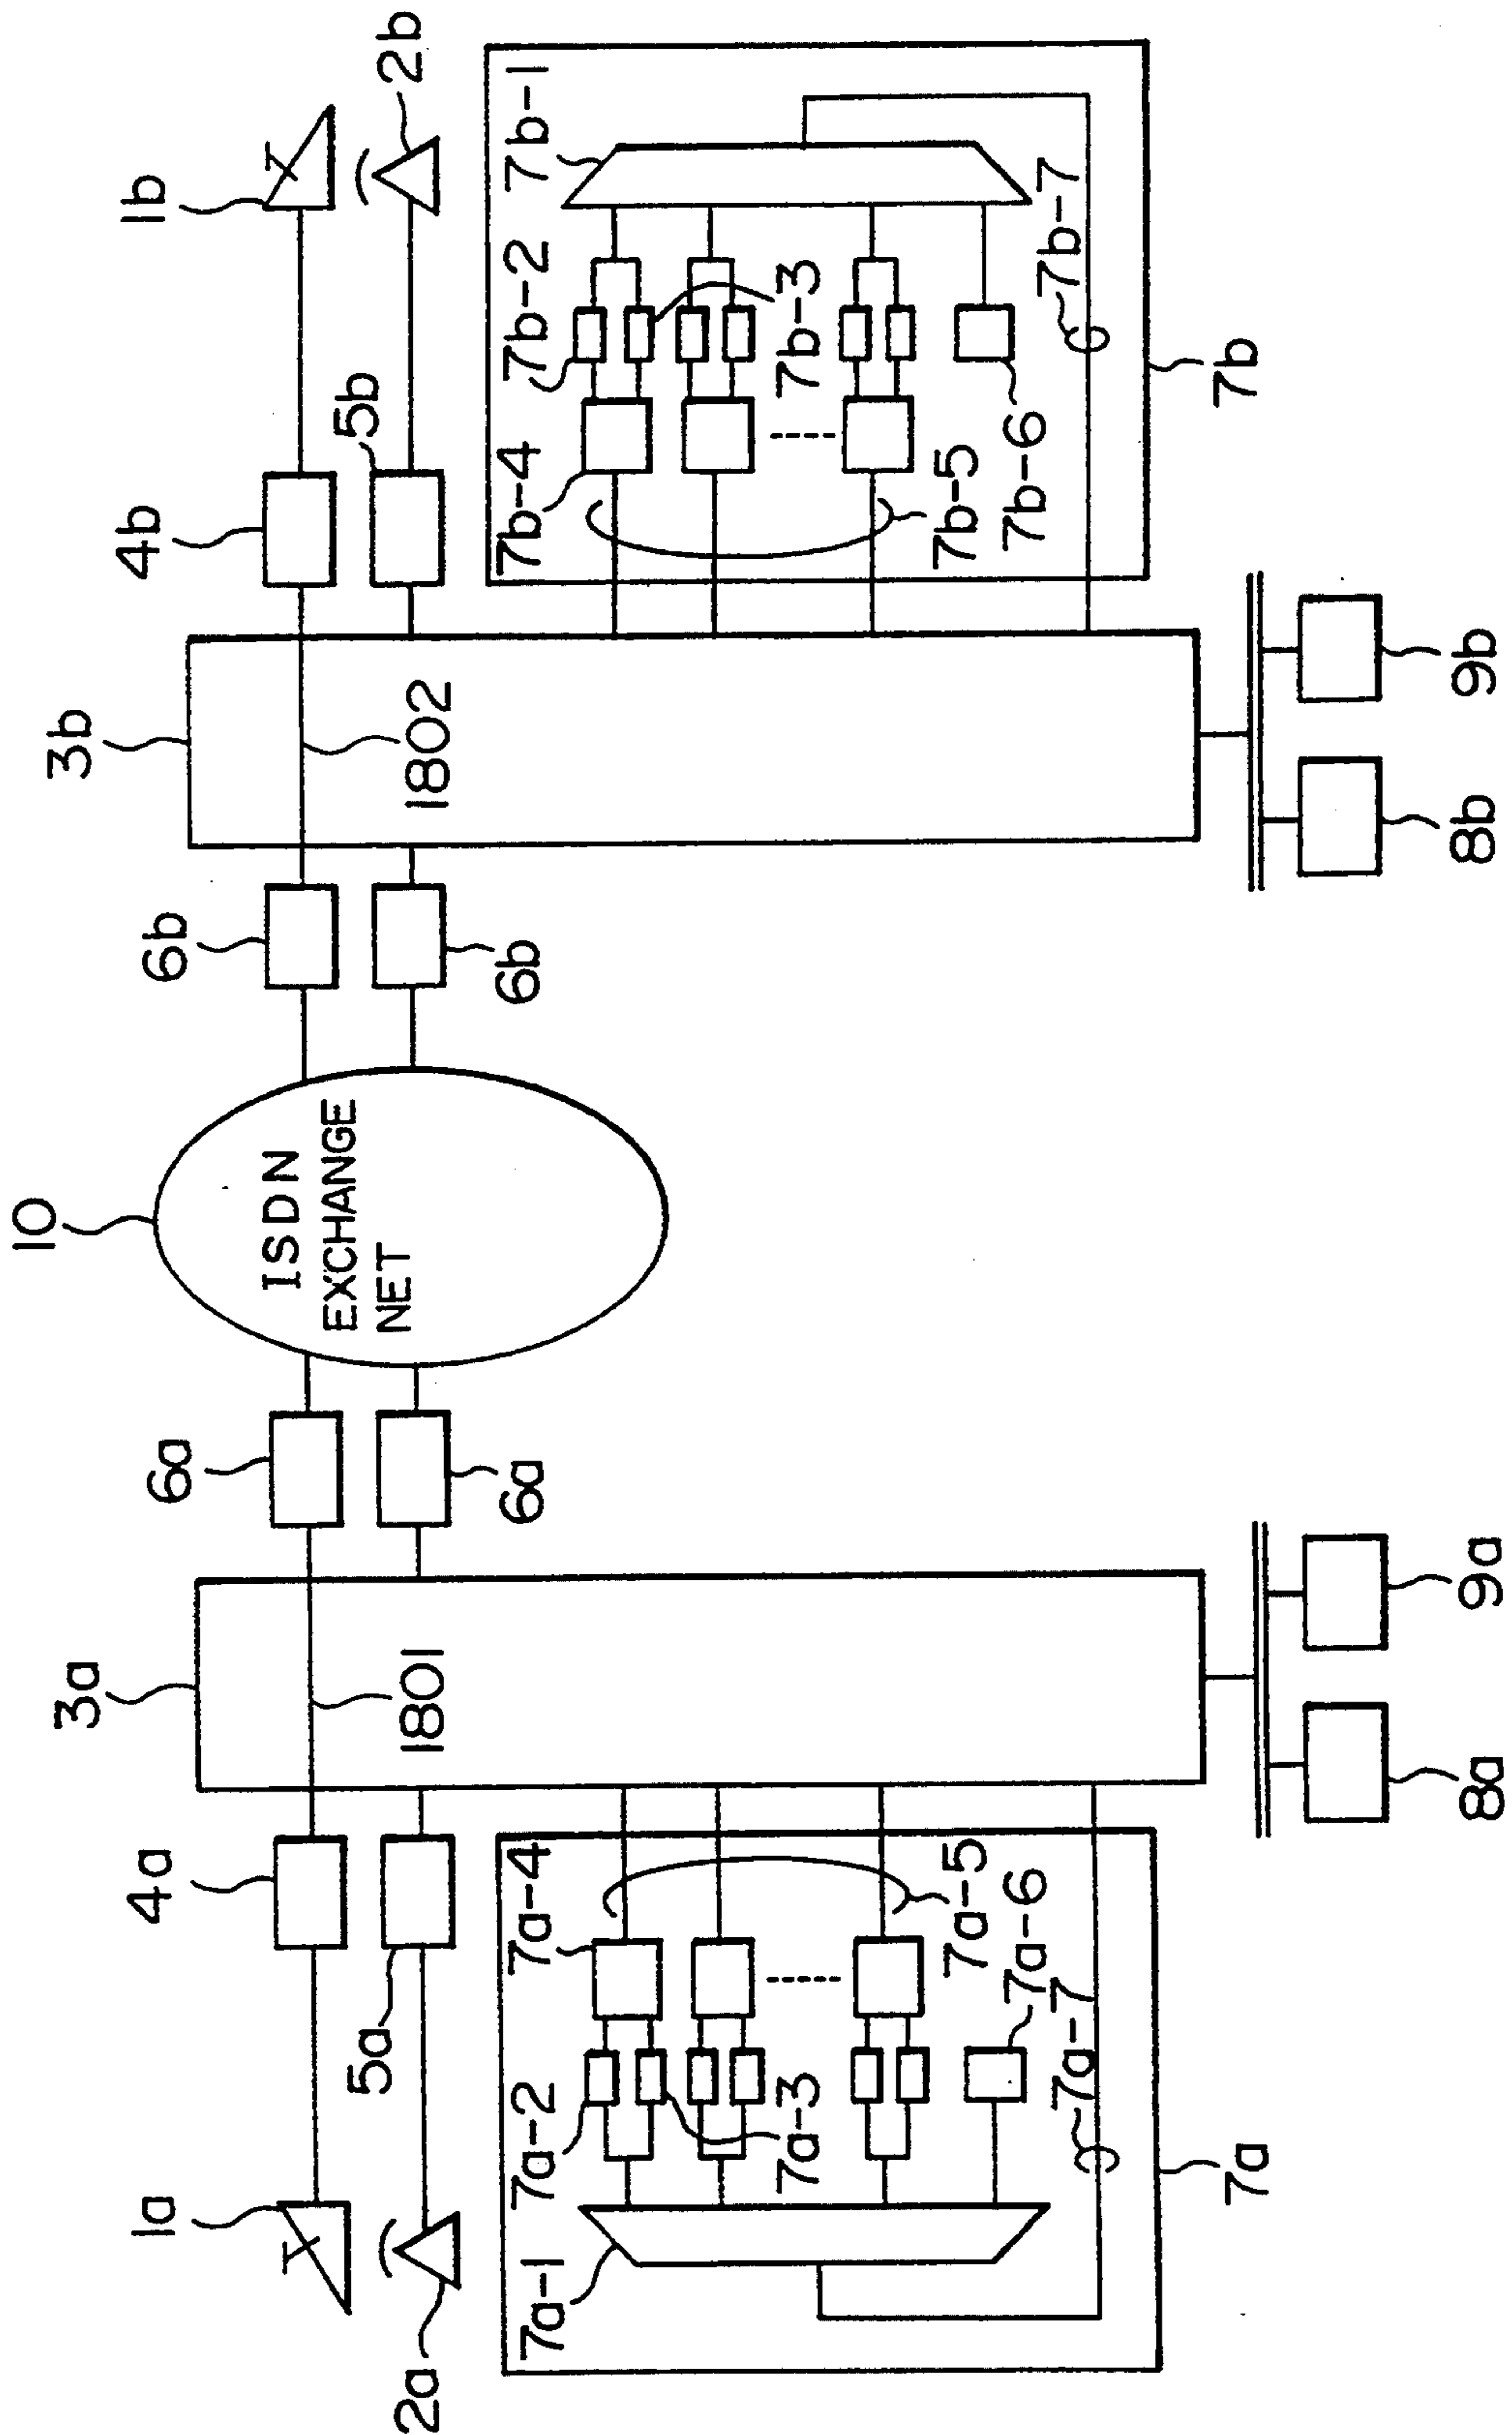 10
3a
3b
4a
6a
6b
4b
1a
1b
ISDN
EXCHANGE
NET
2a
5a
1801
6a
6b
1802
5b
2b
7a-1
7a-2
7a-4
7b-4
7b-2
7b-1
7a-3
7b-3
7a-5
7b-5
7a-6
7b-6
7a-7
7b-7
7a
7b
8a
9a
8b
9b